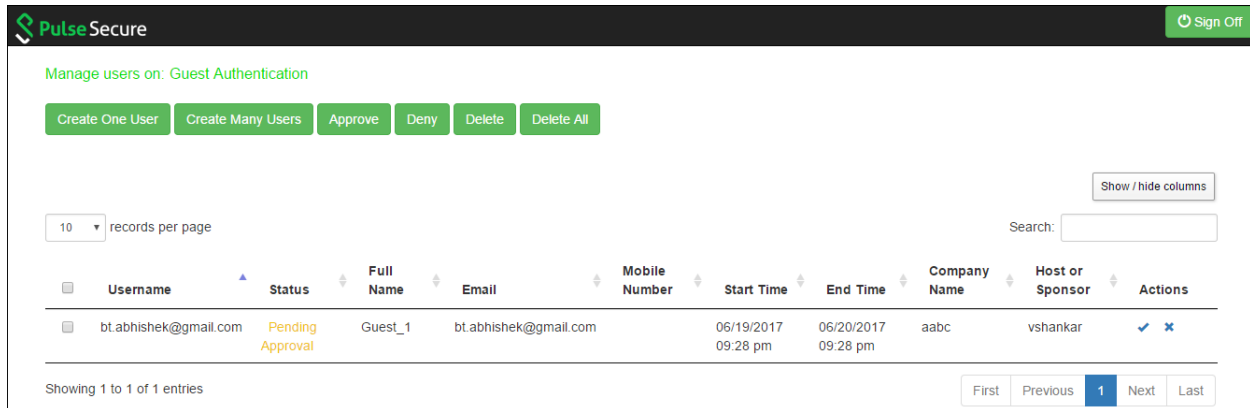 Pulse Secure
Sign Off
Manage users on: Guest Authentication
Create One User Create Many Users Approve Deny Delete Delete All
Show / hide columns
10 records per page
Search:
Username Status Full Name Email Mobile Number Start Time End Time Company Name Host or Sponsor Actions
bt.abhishek@gmail.com Pending Approval Guest_1 bt.abhishek@gmail.com 06/19/2017 09:28 pm 06/20/2017 09:28 pm aabc vshankar
Showing 1 to 1 of 1 entries
First Previous 1 Next Last